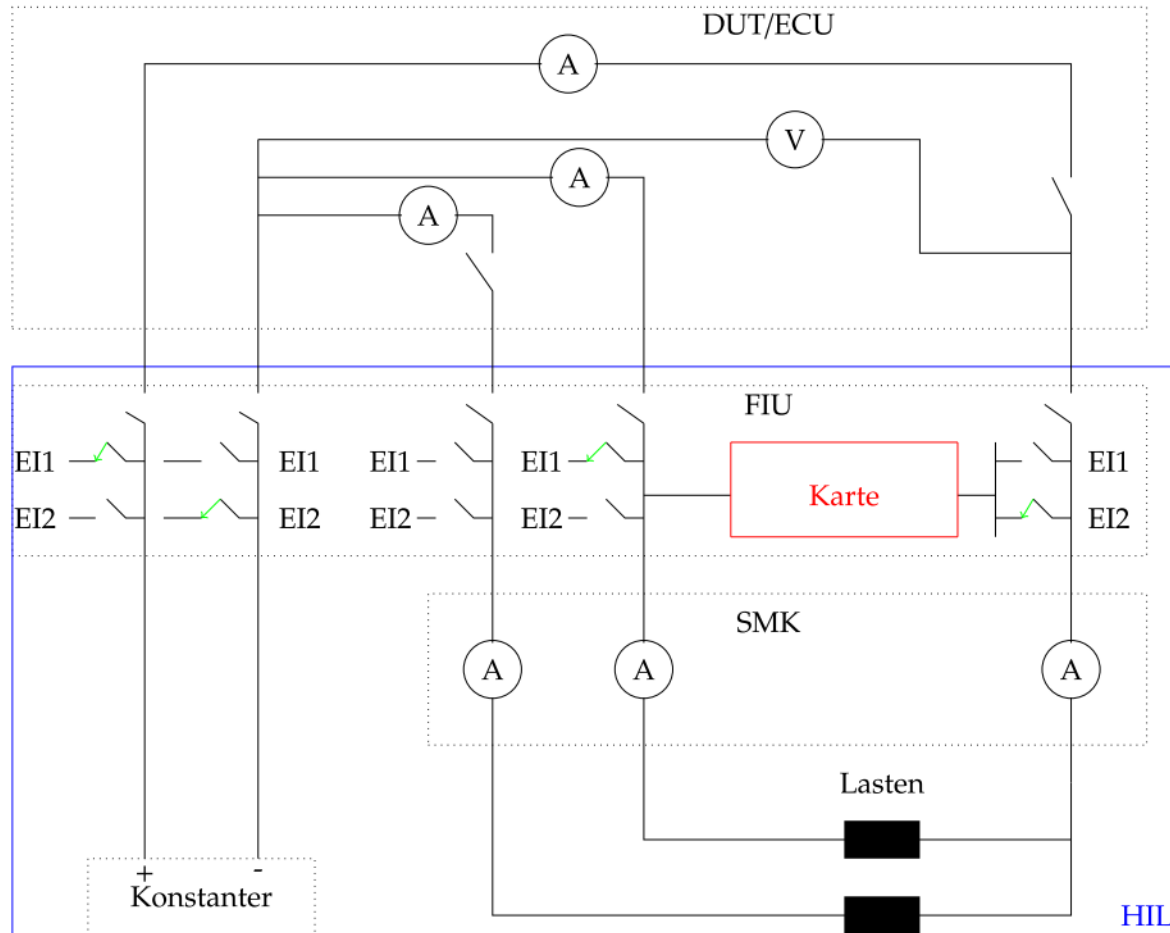 DUT/ECU
A
V
A
A
FIU
EI1 EI1 EI1 EI1 EI1
EI2 EI2 EI2 EI2 EI2
Karte
SMK
A A A
Lasten
+ -
Konstanter
HIL